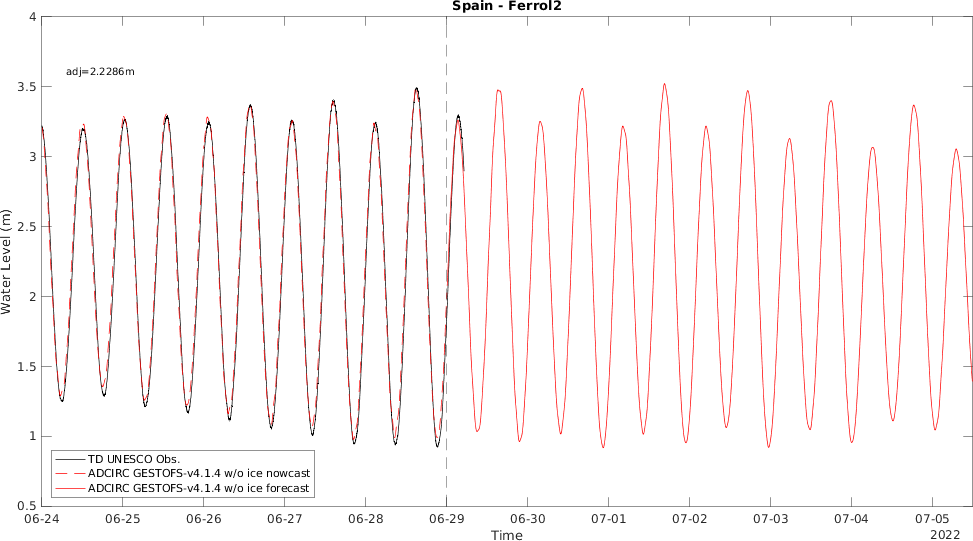 Spain - Ferrol2
4
3.5
3
2.5
2
1.5
1
0.5
Water Level (m)
adj=2.2286m
TD UNESCO Obs.
ADCIRC GESTOFS-v4.1.4 w/o ice nowcast
ADCIRC GESTOFS-v4.1.4 w/o ice forecast
06-24 06-25 06-26 06-27 06-28 06-29 06-30 07-01 07-02 07-03 07-04 07-05
Time
2022